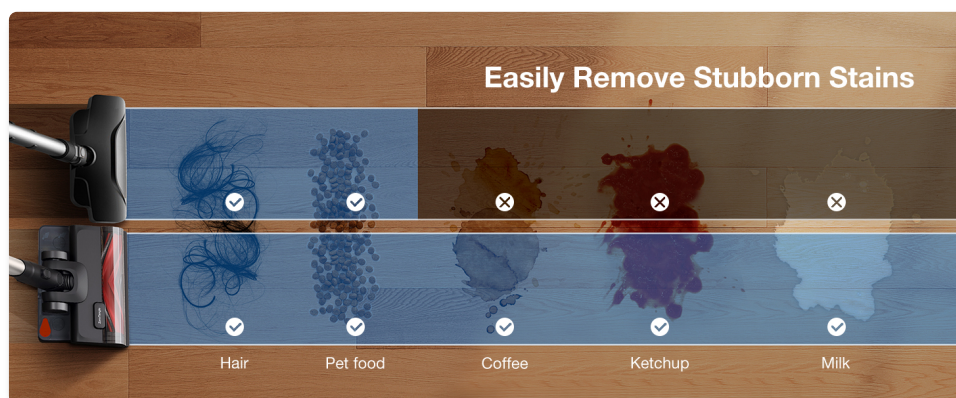 Easily Remove Stubborn Stains
Hair
Pet food
Coffee
Ketchup
Milk